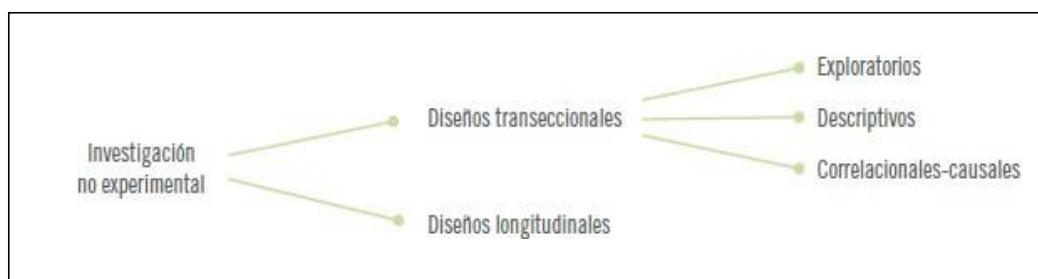 Investigación
no experimental
Diseños transeccionales
Exploratorios
Descriptivos
Correlacionales-causales
Diseños longitudinales